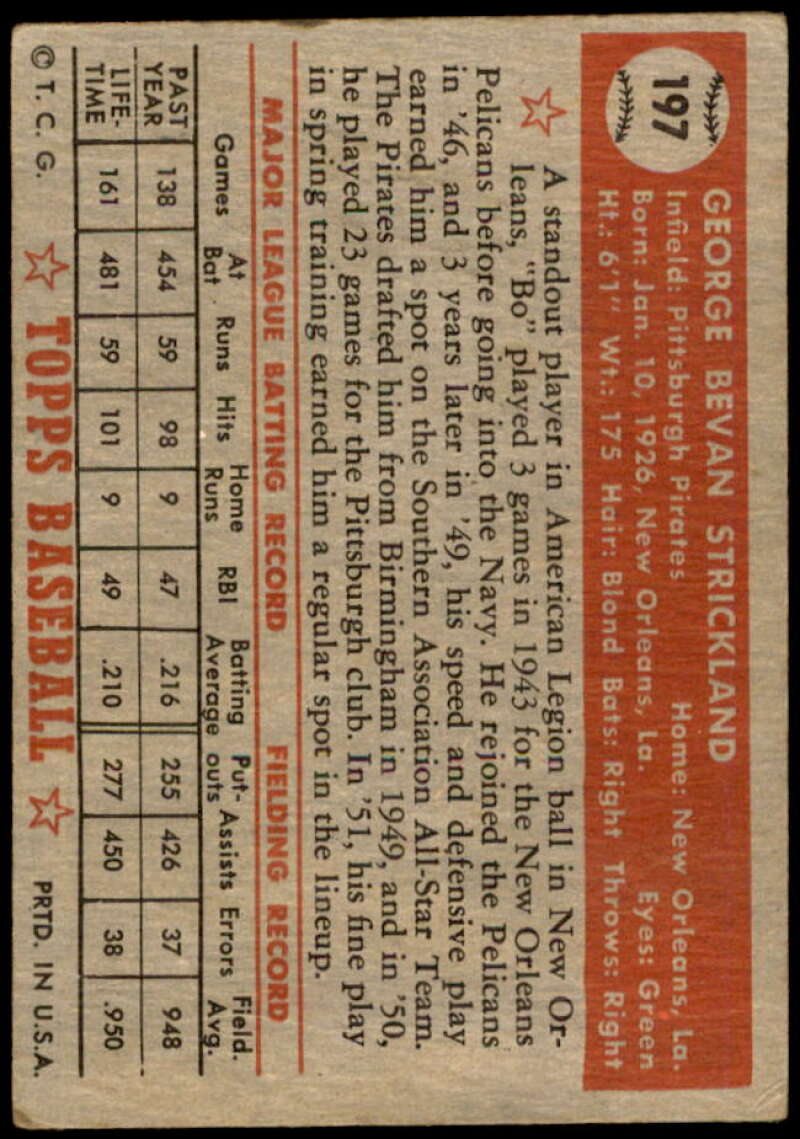 197
GEORGE BEVAN STRICKLAND
Infield: Pittsburgh Pirates Home: New Orleans, La.
Born: Jan. 10, 1926, New Orleans, La. Eyes: Green
Ht.: 6'1" Wt.: 175 Hair: Blond Bats: Right Throws: Right
A standout player in American Legion ball in New Or-
leans, "Bo" played 3 games in 1943 for the New Orleans
Pelicans before going into the Navy. He rejoined the Pelicans
in '46, and 3 years later in '49, his speed and defensive play
earned him a spot on the Southern Association All-Star Team.
The Pirates drafted him from Birmingham in 1949, and in '50,
he played 23 games for the Pittsburgh club. In '51, his fine play
in spring training earned him a regular spot in the lineup.
MAJOR LEAGUE BATTING RECORD FIELDING RECORD
Games At Bat Runs Hits Home Runs RBI Batting Average Put-outs Assists Errors Field. Avg.
PAST YEAR 138 454 59 98 9 47 .216 255 426 37 948
LIFE-TIME 161 481 59 101 9 49 .210 277 450 38 .950
© T. C. G. TOPPS BASEBALL PRTD. IN U.S.A.